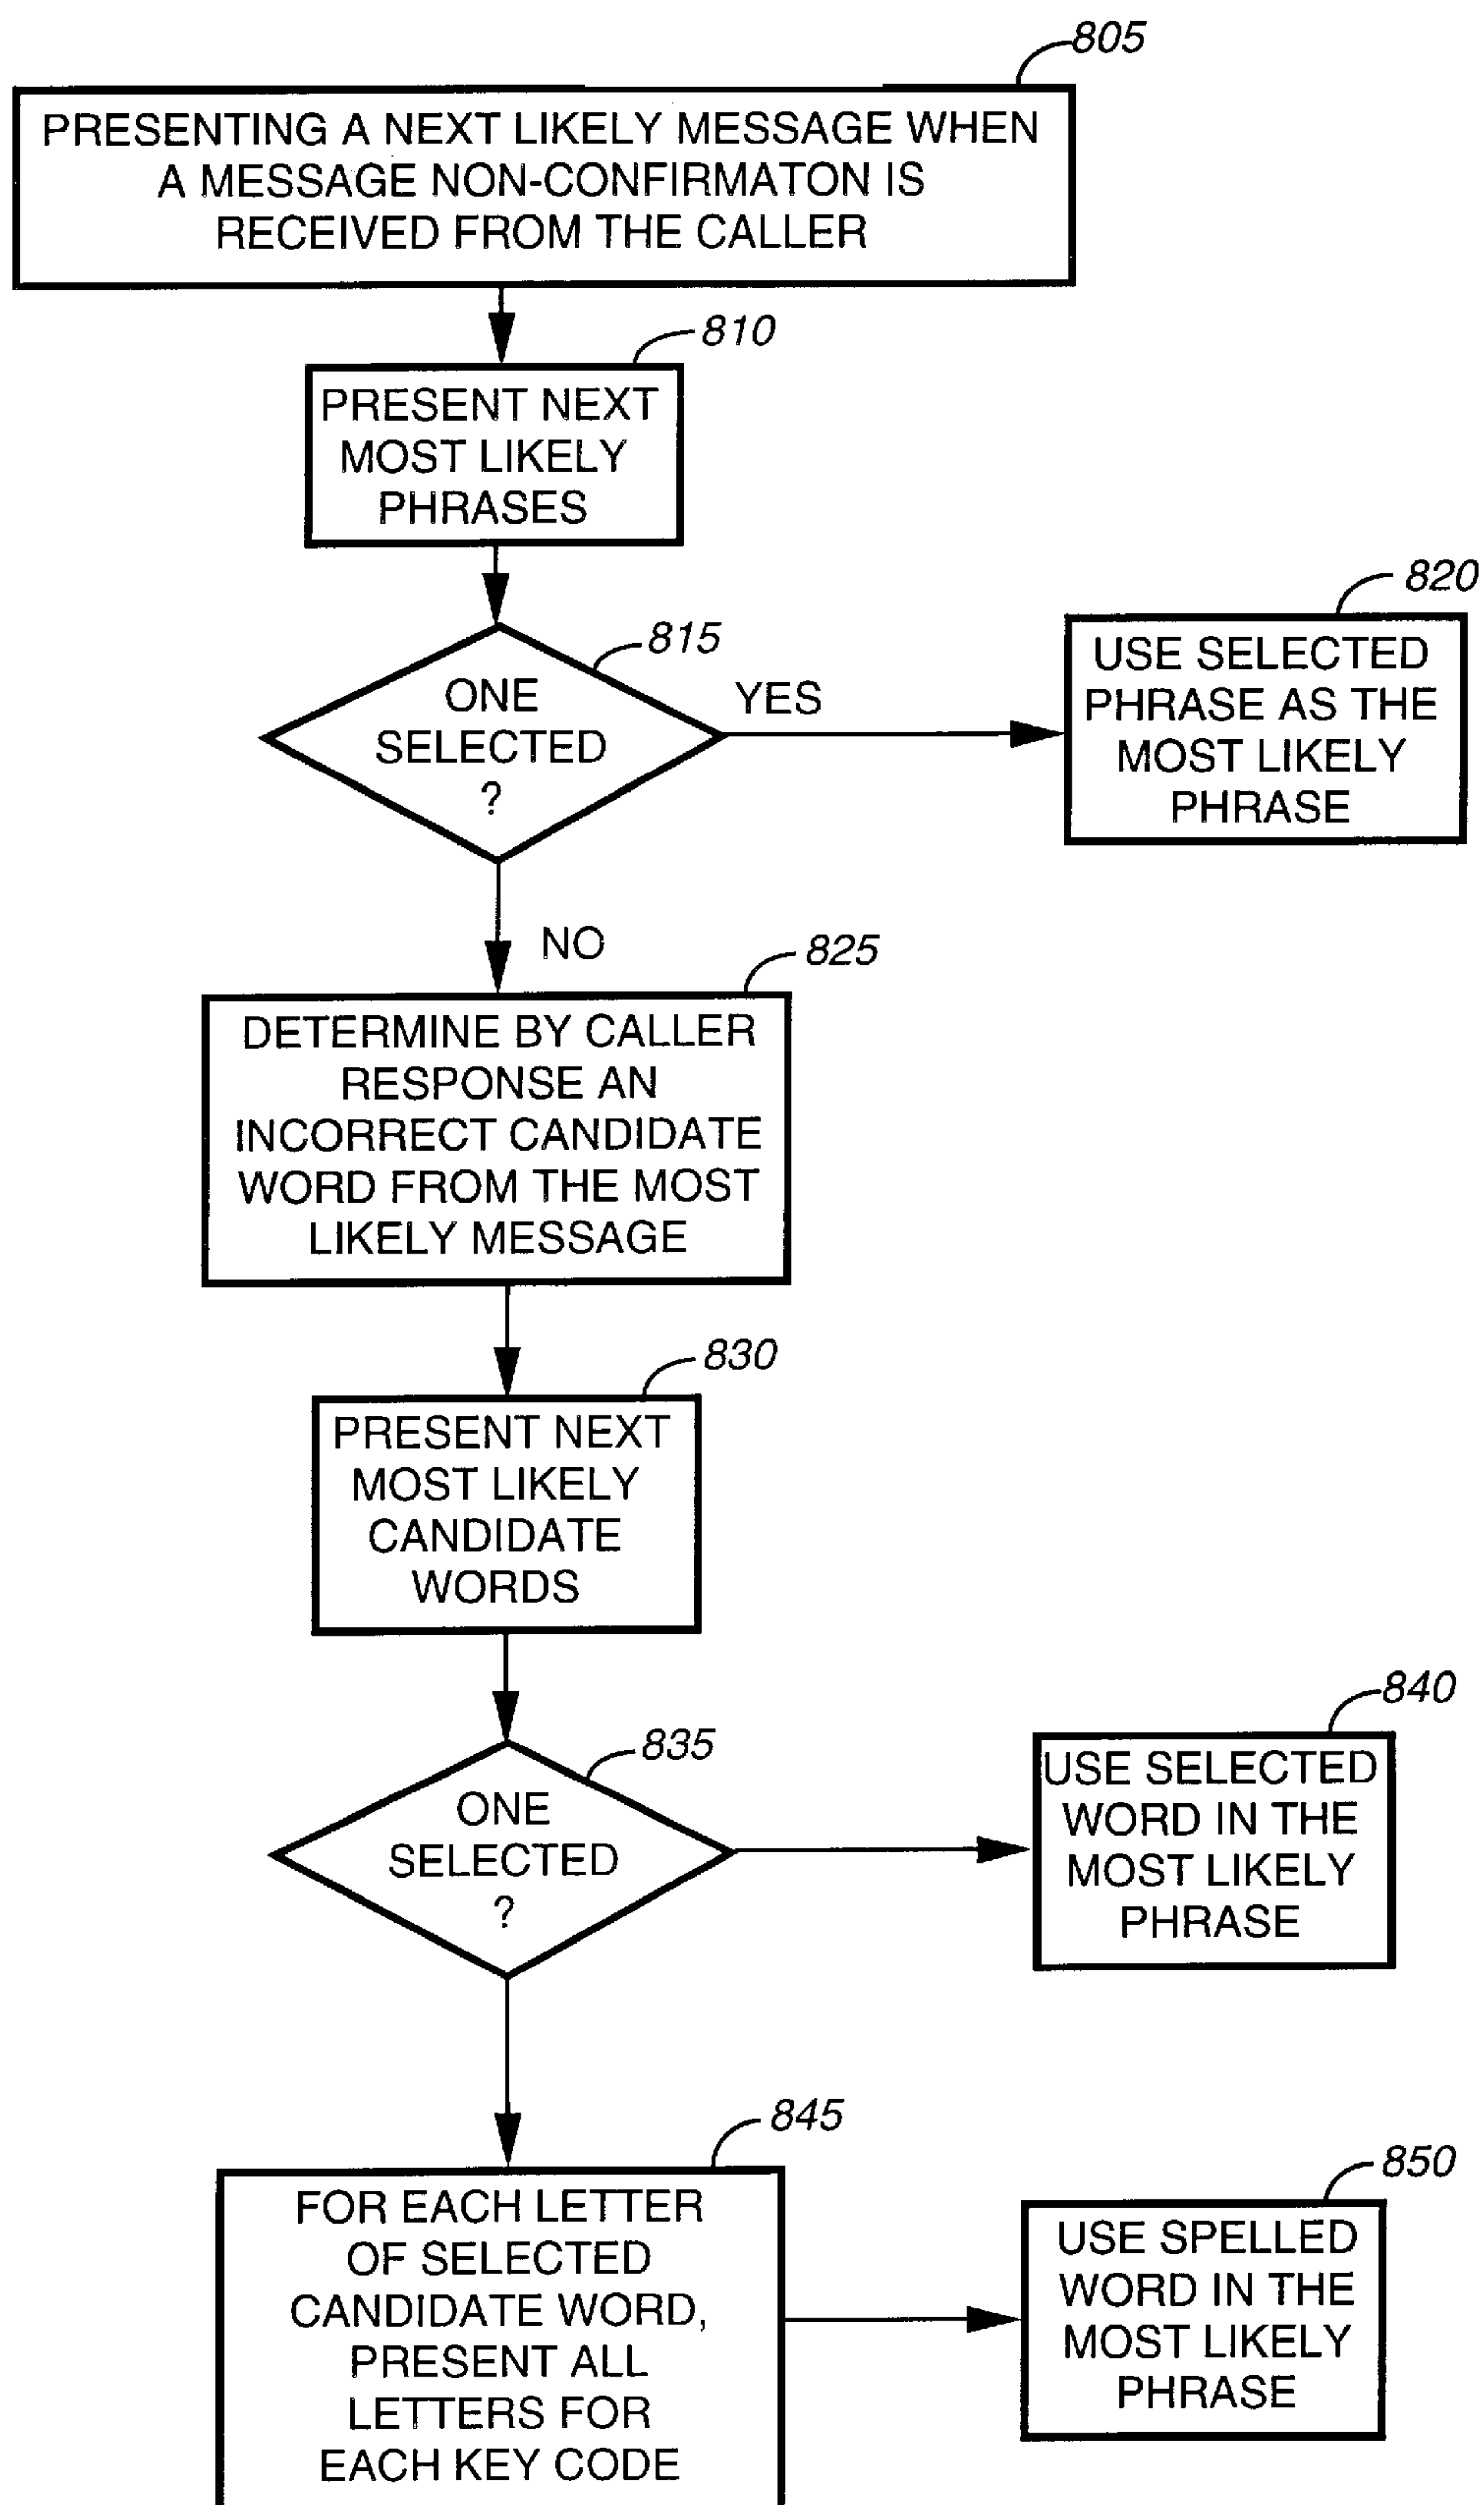 805
PRESENTING A NEXT LIKELY MESSAGE WHEN
A MESSAGE NON-CONFIRMATON IS
RECEIVED FROM THE CALLER
810
PRESENT NEXT
MOST LIKELY
PHRASES
815
ONE
SELECTED
?
YES
820
USE SELECTED
PHRASE AS THE
MOST LIKELY
PHRASE
NO
825
DETERMINE BY CALLER
RESPONSE AN
INCORRECT CANDIDATE
WORD FROM THE MOST
LIKELY MESSAGE
830
PRESENT NEXT
MOST LIKELY
CANDIDATE
WORDS
835
ONE
SELECTED
?
840
USE SELECTED
WORD IN THE
MOST LIKELY
PHRASE
845
FOR EACH LETTER
OF SELECTED
CANDIDATE WORD,
PRESENT ALL
LETTERS FOR
EACH KEY CODE
850
USE SPELLED
WORD IN THE
MOST LIKELY
PHRASE